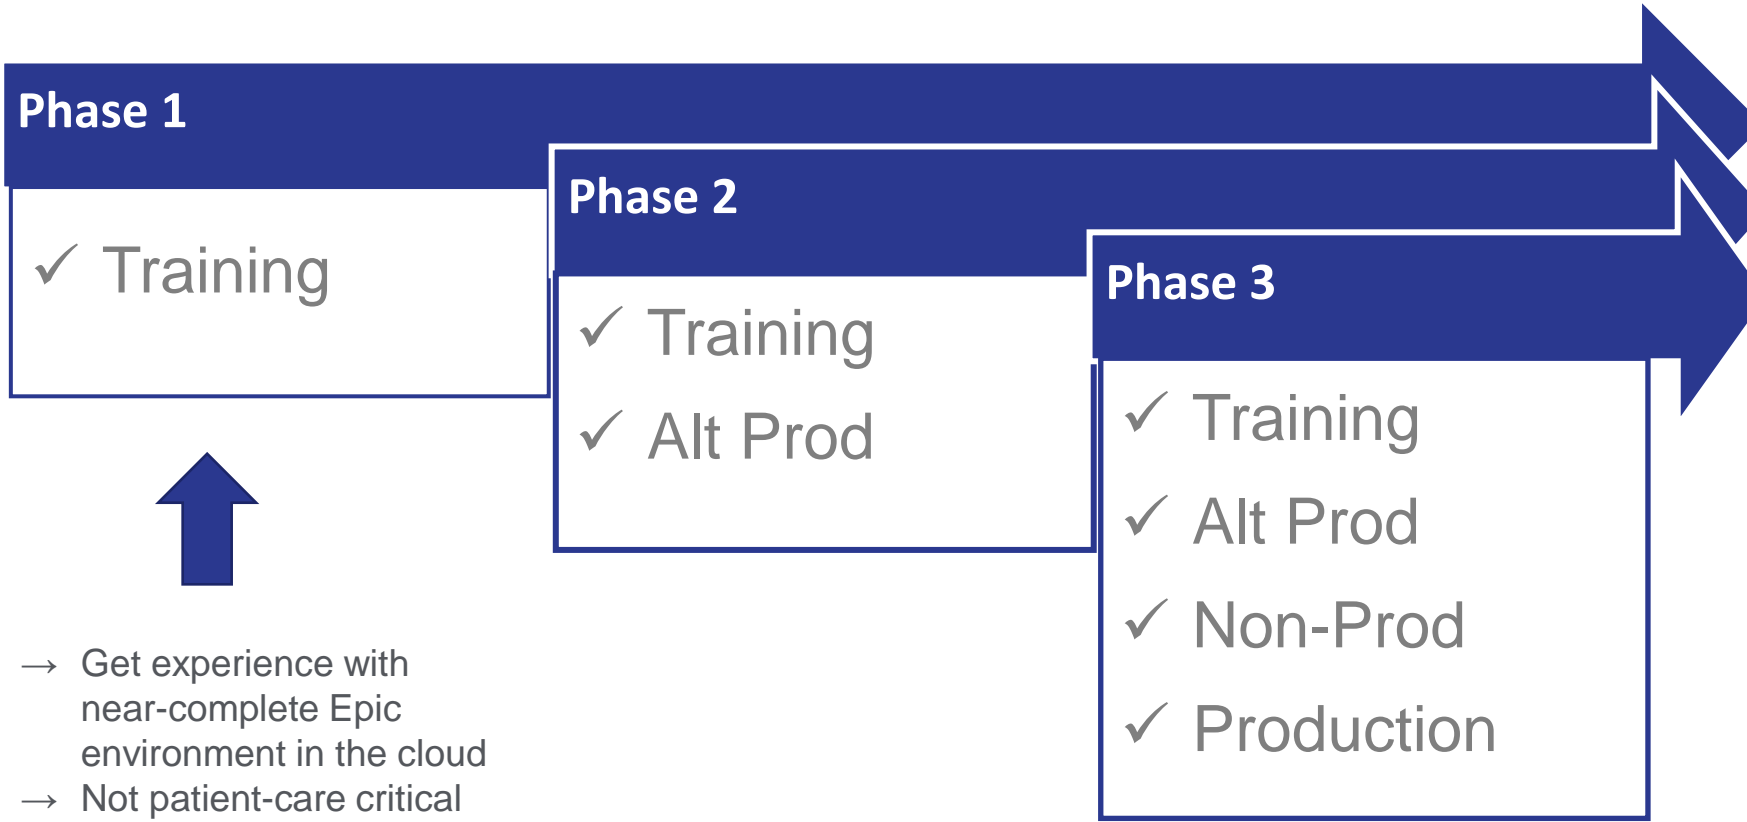 Phase 1
✓ Training
Phase 2
✓ Training
✓ Alt Prod
Phase 3
✓ Training
✓ Alt Prod
✓ Non-Prod
✓ Production
→ Get experience with
near-complete Epic
environment in the cloud
→ Not patient-care critical